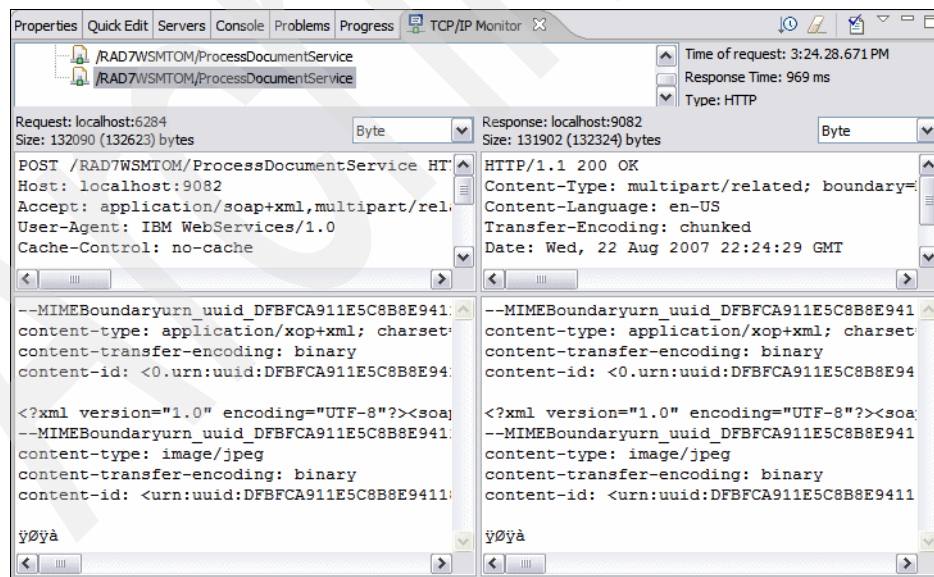 Properties Quick Edit Servers Console Problems Progress TCP/IP Monitor
/RAD7WSMTOM/ProcessDocumentService
/RAD7WSMTOM/ProcessDocumentService
Time of request: 3:24.28.671 PM
Response Time: 969 ms
Type: HTTP
Request: localhost:6284
Size: 132090 (132623) bytes
Byte
Response: localhost:9082
Size: 131902 (132324) bytes
Byte
POST /RAD7WSMTOM/ProcessDocumentService HT
Host: localhost:9082
Accept: application/soap+xml,multipart/rel
User-Agent: IBM WebServices/1.0
Cache-Control: no-cache
HTTP/1.1 200 OK
Content-Type: multipart/related; boundary=
Content-Language: en-US
Transfer-Encoding: chunked
Date: Wed, 22 Aug 2007 22:24:29 GMT
--MIMEBoundaryurn_uuid_DFBFCA911E5C8B8E941
content-type: application/xop+xml; charset
content-transfer-encoding: binary
content-id: <0.urn:uuid:DFBFCA911E5C8B8E94
<?xml version="1.0" encoding="UTF-8"?><soa
--MIMEBoundaryurn_uuid_DFBFCA911E5C8B8E941
content-type: image/jpeg
content-transfer-encoding: binary
content-id: <urn:uuid:DFBFCA911E5C8B8E9411
ÿØÿà
--MIMEBoundaryurn_uuid_DFBFCA911E5C8B8E941
content-type: application/xop+xml; charset
content-transfer-encoding: binary
content-id: <0.urn:uuid:DFBFCA911E5C8B8E94
<?xml version="1.0" encoding="UTF-8"?><soa
--MIMEBoundaryurn_uuid_DFBFCA911E5C8B8E941
content-type: image/jpeg
content-transfer-encoding: binary
content-id: <urn:uuid:DFBFCA911E5C8B8E9411
ÿØÿà